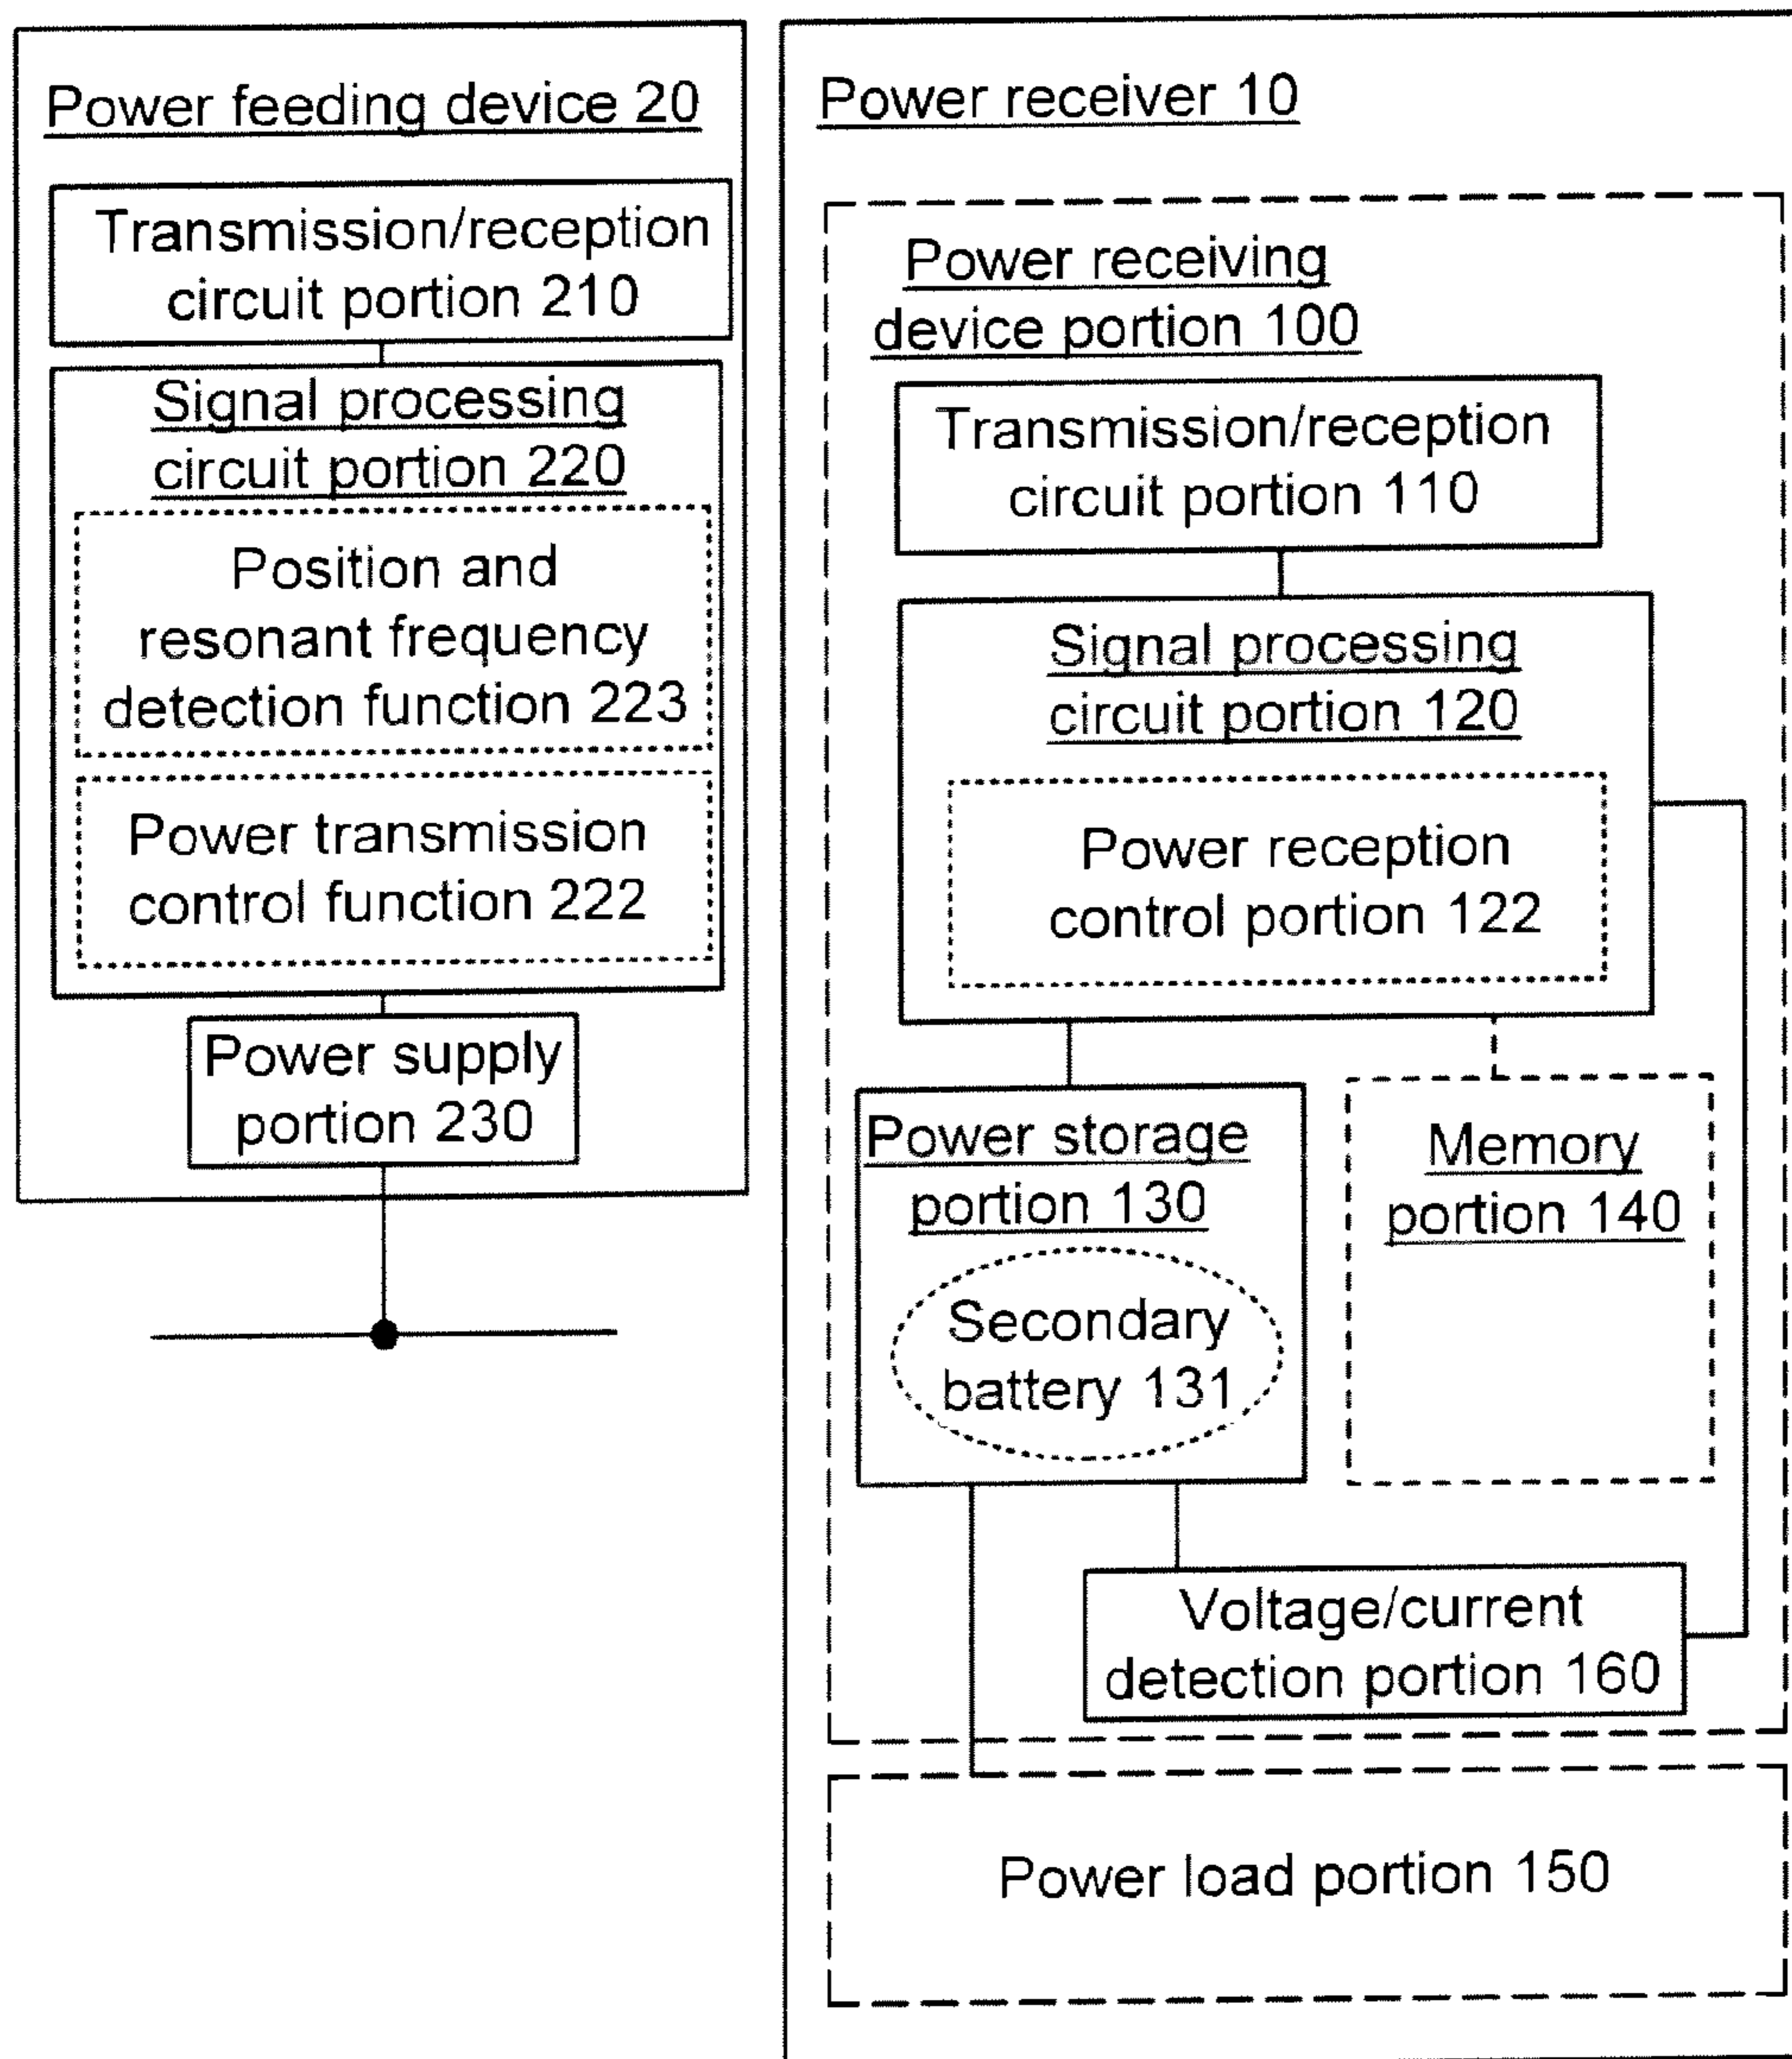 Power feeding device 20
Transmission/reception
circuit portion 210
Signal processing
circuit portion 220
Position and
resonant frequency
detection function 223
Power transmission
control function 222
Power supply
portion 230
Power receiver 10
Power receiving
device portion 100
Transmission/reception
circuit portion 110
Signal processing
circuit portion 120
Power reception
control portion 122
Power storage
portion 130
Secondary
battery 131
Memory
portion 140
Voltage/current
detection portion 160
Power load portion 150